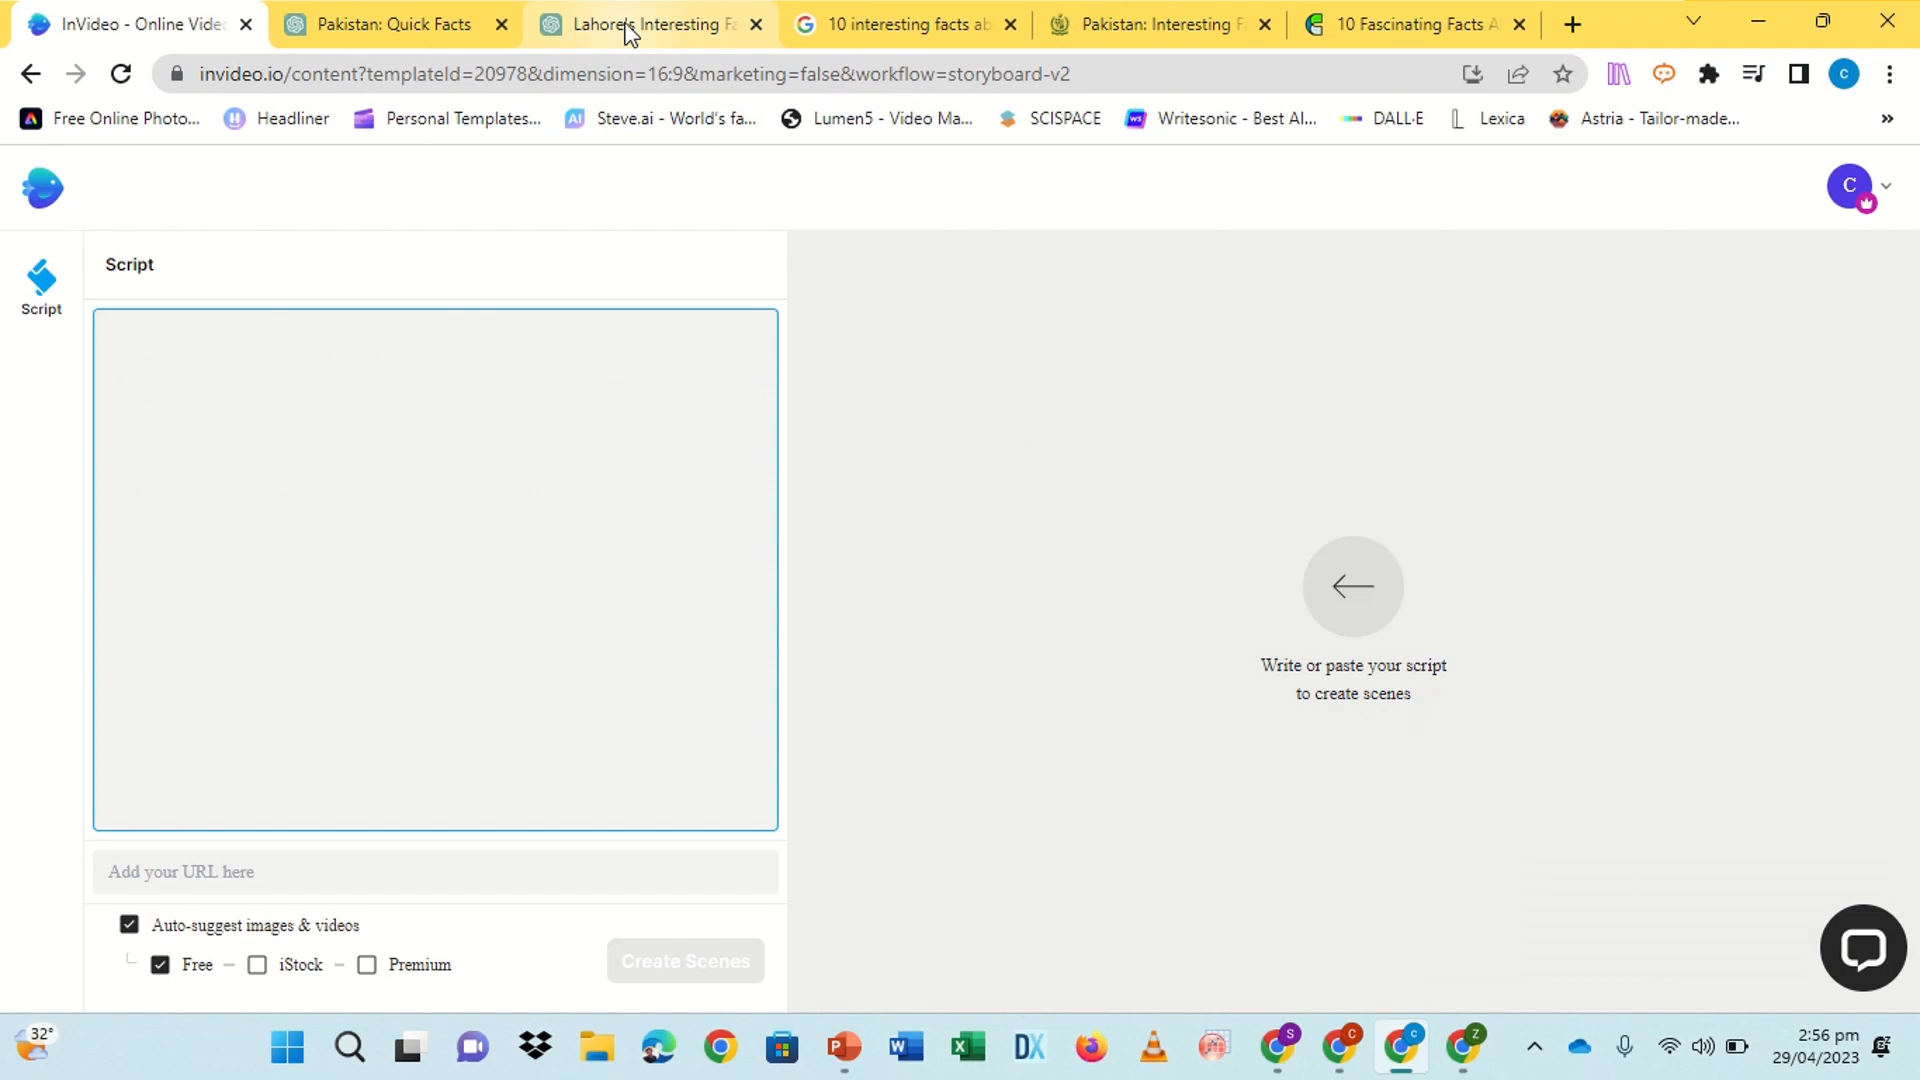 InVideo - Online Vide
Pakistan: Quick Facts
Lahore's Interesting Fa
10 interesting facts ab
Pakistan: Interesting F
10 Fascinating Facts A
invideo.io/content?templateId=20978&dimension=16:9&marketing=false&workflow=storyboard-v2
C
Free Online Photo...
Headliner
Personal Templates...
AI
Steve.ai - World's fa...
Lumen5 - Video Ma...
SCISPACE
ws
Writesonic - Best AI...
DALL·E
Lexica
Astria - Tailor-made...
»
C
Script
Script
Write or paste your script
to create scenes
Add your URL here
Auto-suggest images & videos
Free
iStock
Premium
Create Scenes
32°
P
W
X
DX
S
C
C
Z
2:56 pm
29/04/2023